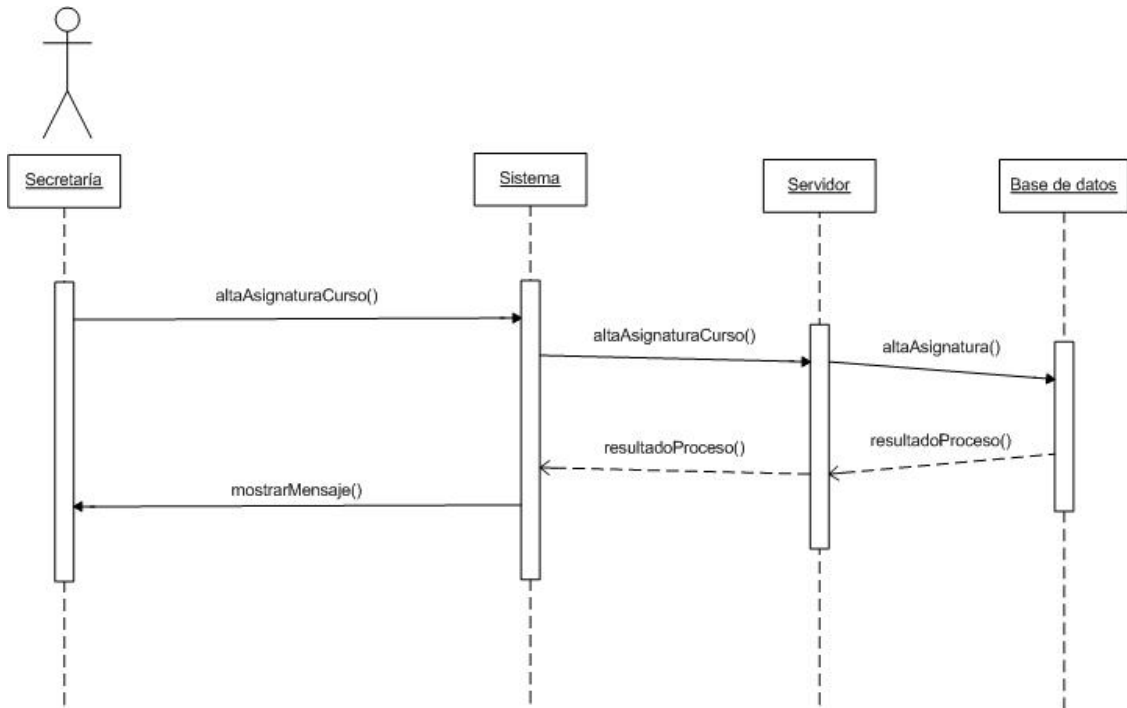 Secretaría
Sistema
Servidor
Base de datos
altaAsignaturaCurso()
altaAsignaturaCurso()
altaAsignatura()
resultadoProceso()
resultadoProceso()
mostrarMensaje()